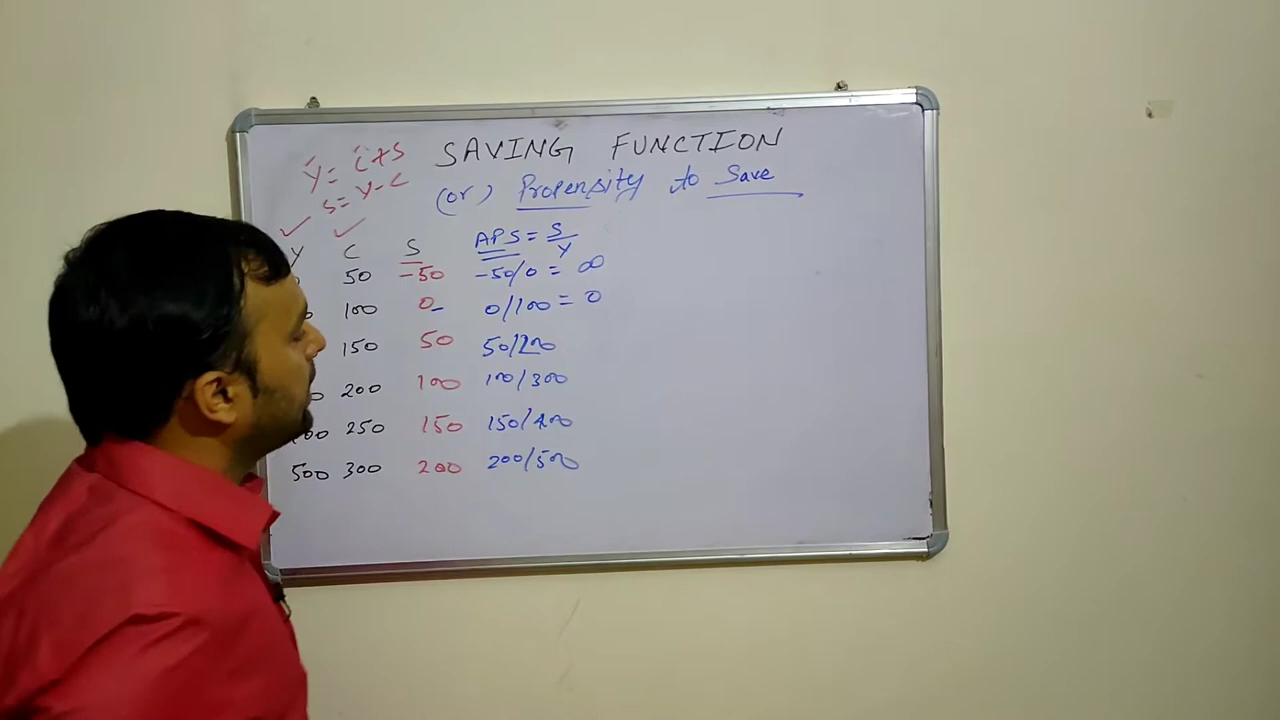 Y = C+S SAVING FUNCTION
S = Y-C (or) Propensity to Save
Y C S APS = S/Y
50 -50 -50/0 = ∞
100 0 0/100 = 0
150 50 50/200
200 100 100/300
250 150 150/400
500 300 200 200/500